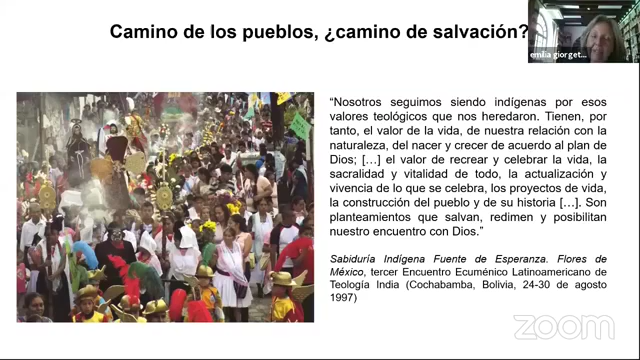 Camino de los pueblos, ¿camino de salvación?
“Nosotros seguimos siendo indígenas por esos
valores teológicos que nos heredaron. Tienen, por
tanto, el valor de la vida, de nuestra relación con la
naturaleza, del nacer y crecer de acuerdo al plan de
Dios; […] el valor de recrear y celebrar la vida, la
sacralidad y vitalidad de todo, la actualización y
vivencia de lo que se celebra, los proyectos de vida,
la construcción del pueblo y de su historia […]. Son
planteamientos que salvan, redimen y posibilitan
nuestro encuentro con Dios.”
Sabiduría Indígena Fuente de Esperanza. Flores de
México, tercer Encuentro Ecuménico Latinoamericano de
Teología India (Cochabamba, Bolivia, 24-30 de agosto
1997)
emilia giorget...
zoom